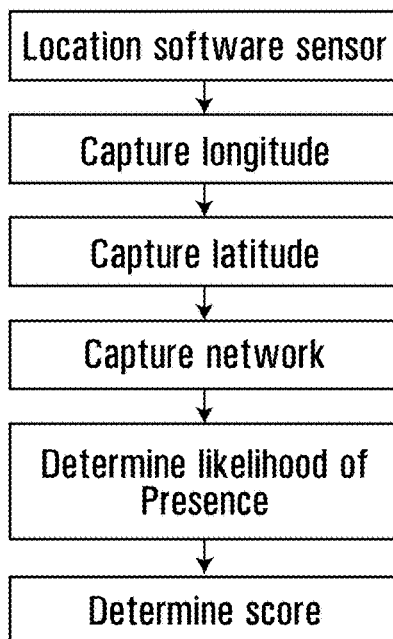 Location software sensor
Capture longitude
Capture latitude
Capture network
Determine likelihood of
Presence
Determine score